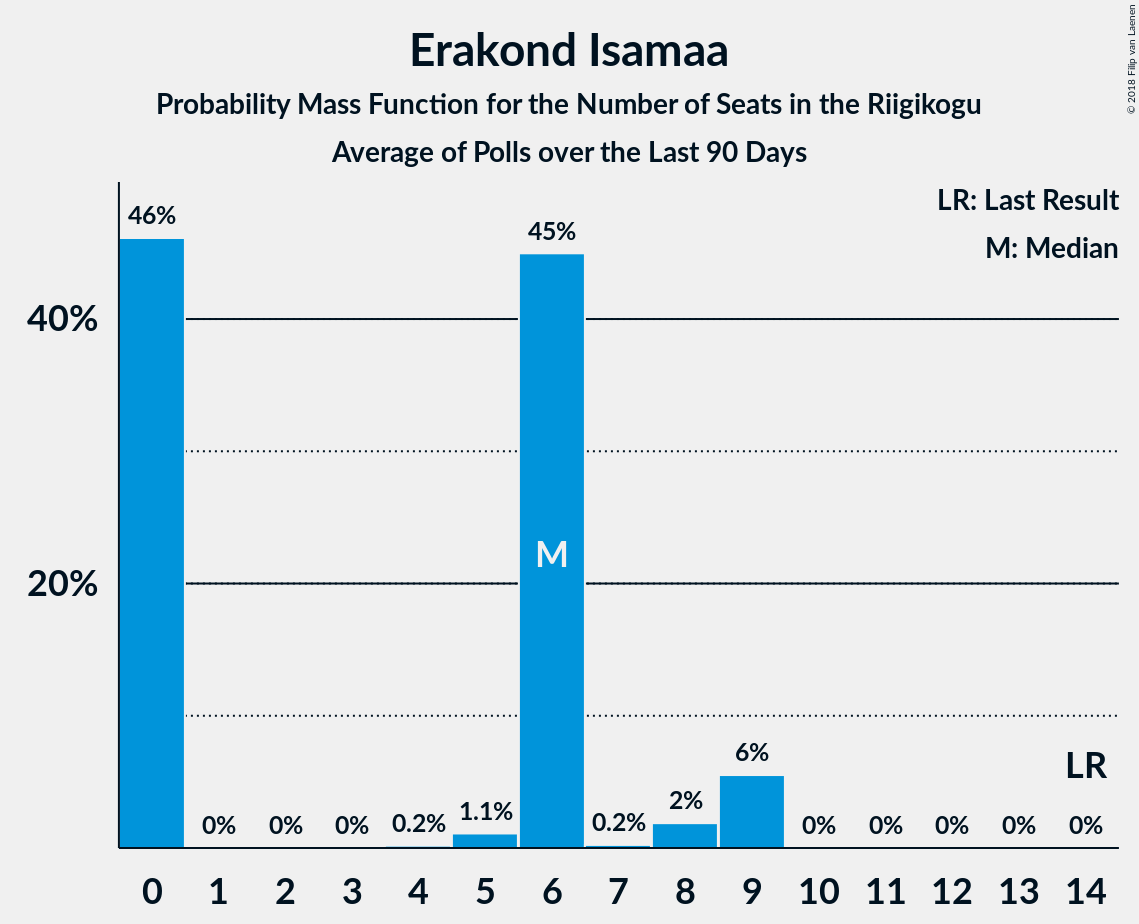 Erakond Isamaa
Probability Mass Function for the Number of Seats in the Riigikogu
Average of Polls over the Last 90 Days
© 2018 Filip van Laenen
LR: Last Result
M: Median
46%
45%
40%
M
20%
6%
LR
2%
1.1%
0% 0% 0% 0.2% 0.2% 0% 0% 0% 0% 0%
0 1 2 3 4 5 6 7 8 9 10 11 12 13 14